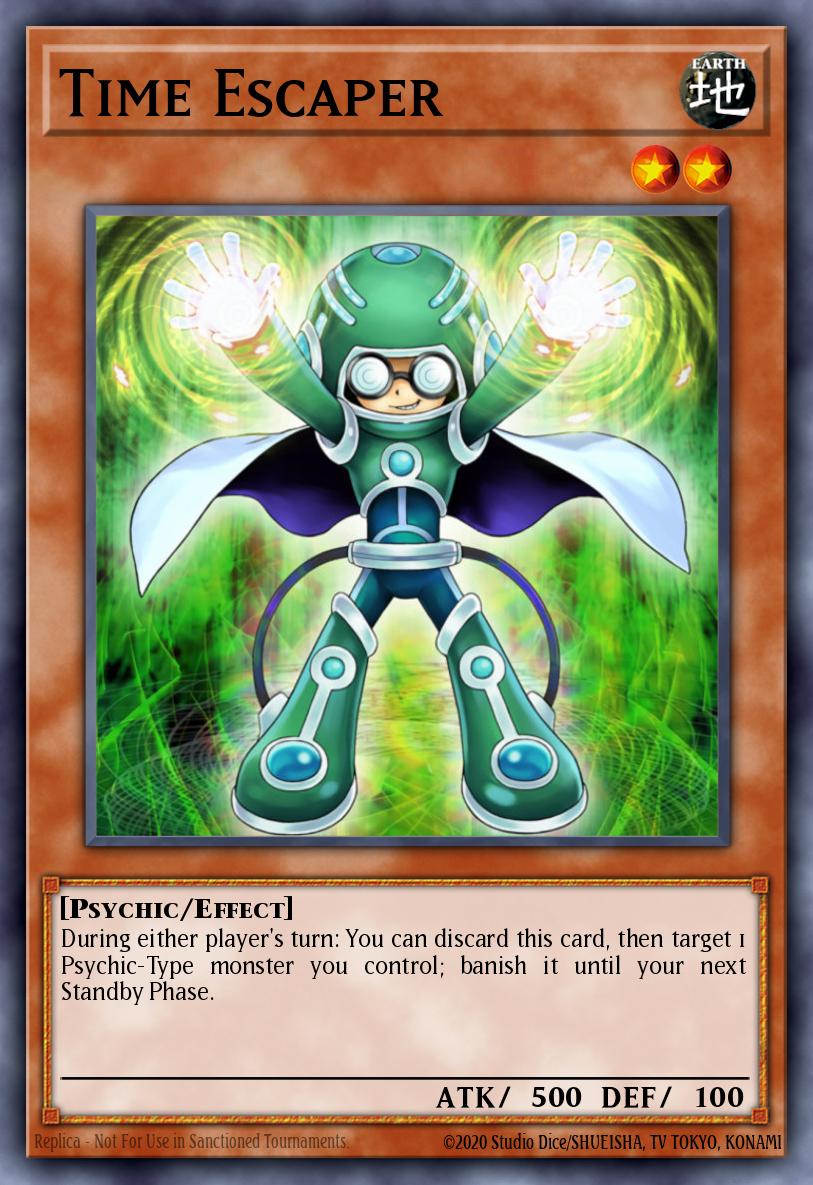 Time Escaper
EARTH
地
[Psychic/Effect]
During either player's turn: You can discard this card, then target 1
Psychic-Type monster you control; banish it until your next
Standby Phase.
ATK/ 500 DEF/ 100
Replica - Not For Use in Sanctioned Tournaments.
©2020 Studio Dice/SHUEISHA, TV TOKYO, KONAMI